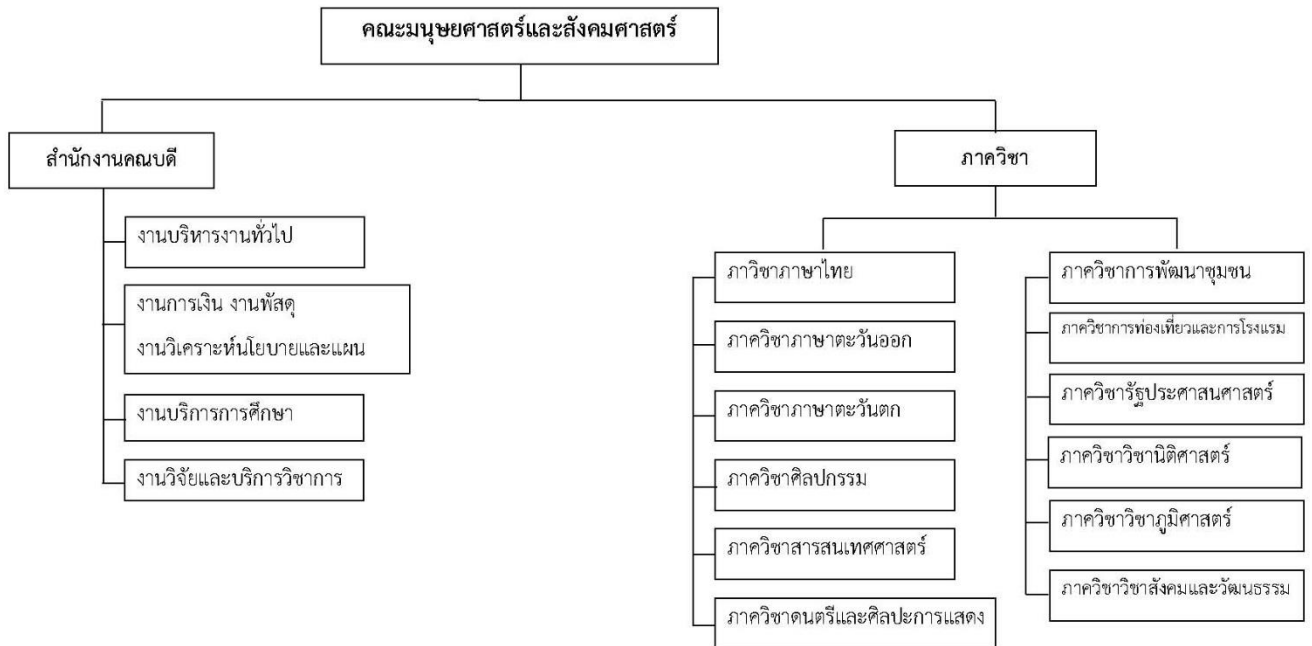 คณะมนุษยศาสตร์และสังคมศาสตร์
สำนักงานคณบดี
งานบริหารงานทั่วไป
งานการเงิน งานพัสดุ
งานวิเคราะห์นโยบายและแผน
งานบริการการศึกษา
งานวิจัยและบริการวิชาการ
ภาควิชา
ภาวิชาภาษาไทย
ภาควิชาภาษาตะวันออก
ภาควิชาภาษาตะวันตก
ภาควิชาศิลปกรรม
ภาควิชาสารสนเทศศาสตร์
ภาควิชาดนตรีและศิลปะการแสดง
ภาควิชาการพัฒนาชุมชน
ภาควิชาการท่องเที่ยวและการโรงแรม
ภาควิชารัฐประศาสนศาสตร์
ภาควิชาวิชานิติศาสตร์
ภาควิชาวิชาภูมิศาสตร์
ภาควิชาวิชาสังคมและวัฒนธรรม